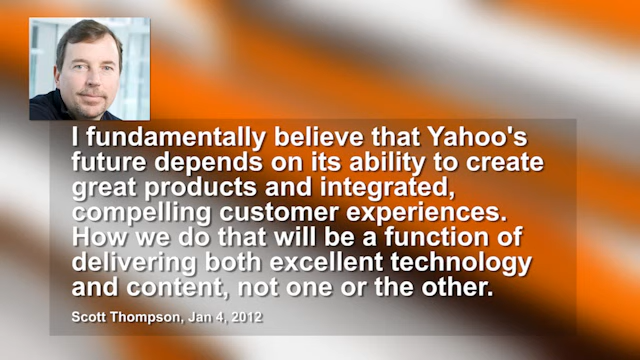 I fundamentally believe that Yahoo's
future depends on its ability to create
great products and integrated,
compelling customer experiences.
How we do that will be a function of
delivering both excellent technology
and content, not one or the other.
Scott Thompson, Jan 4, 2012